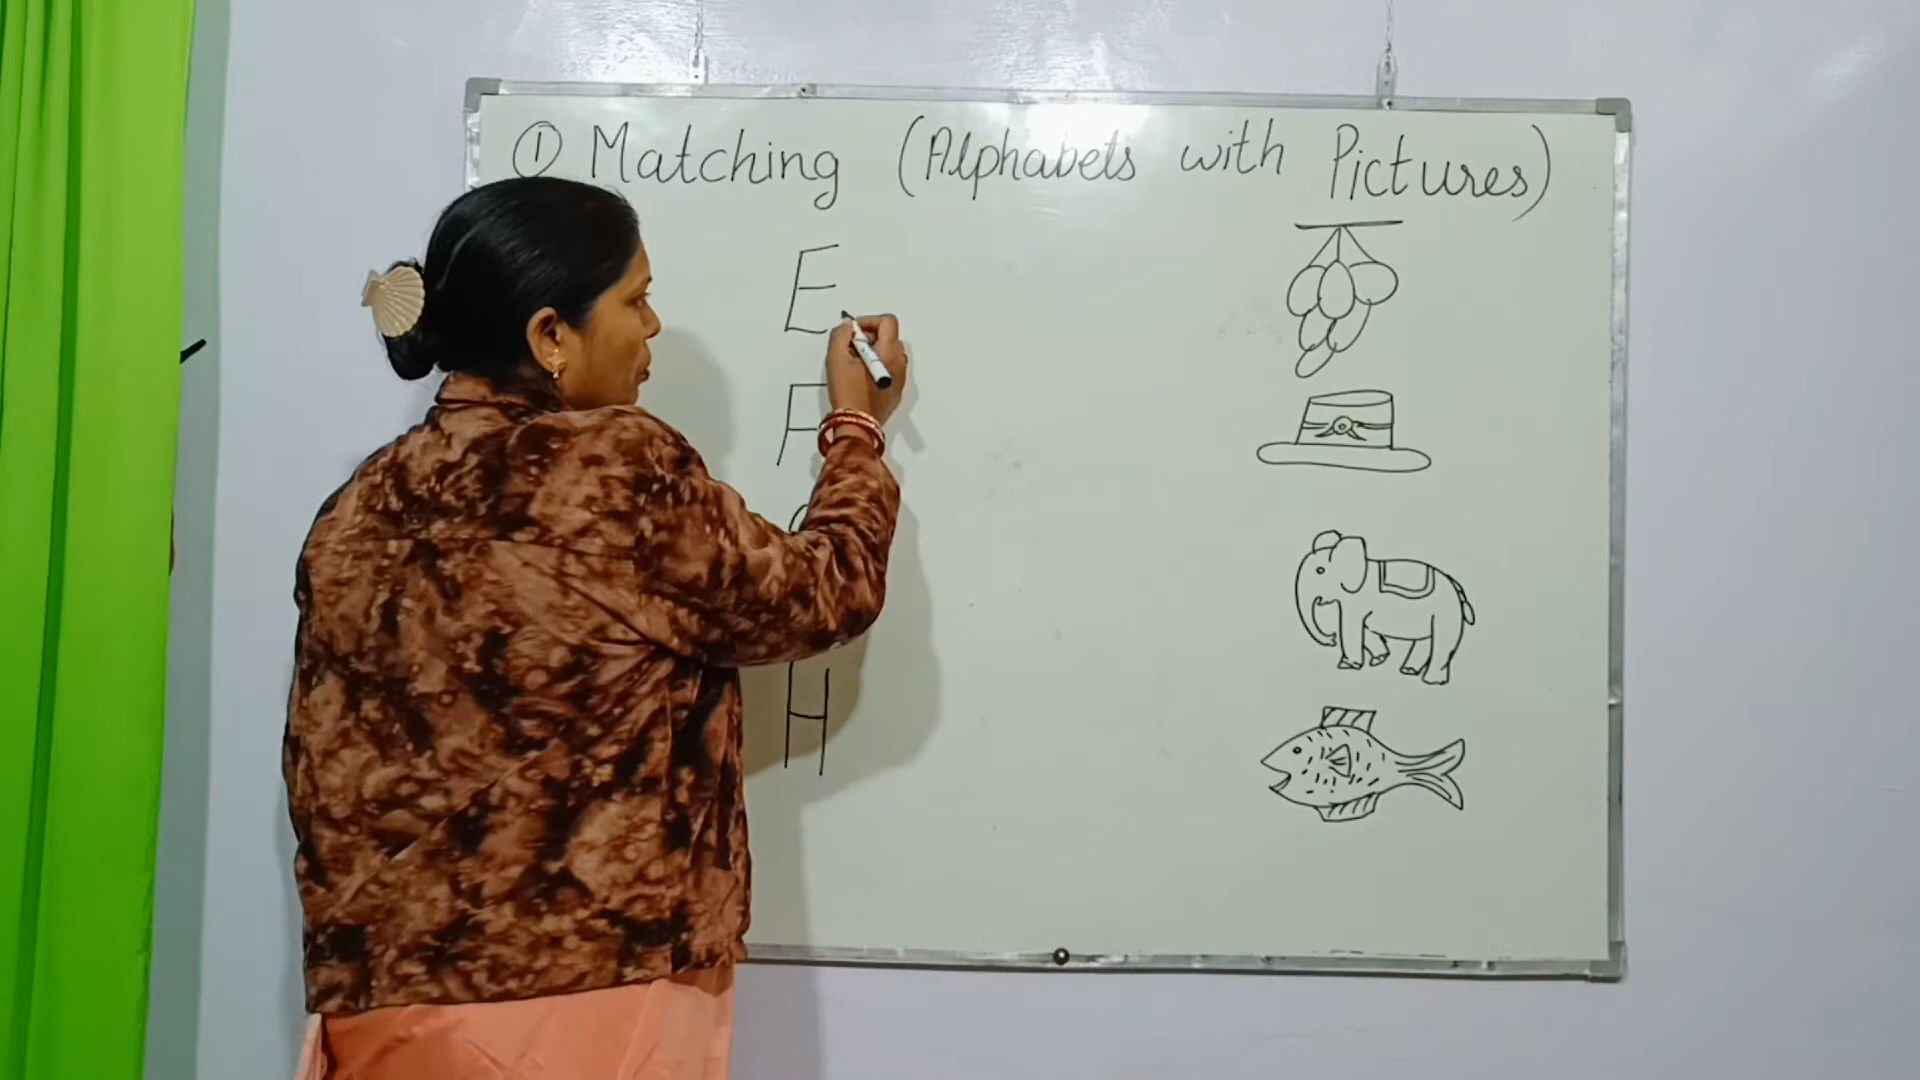 ① Matching (Alphabets with Pictures)
E
F
H